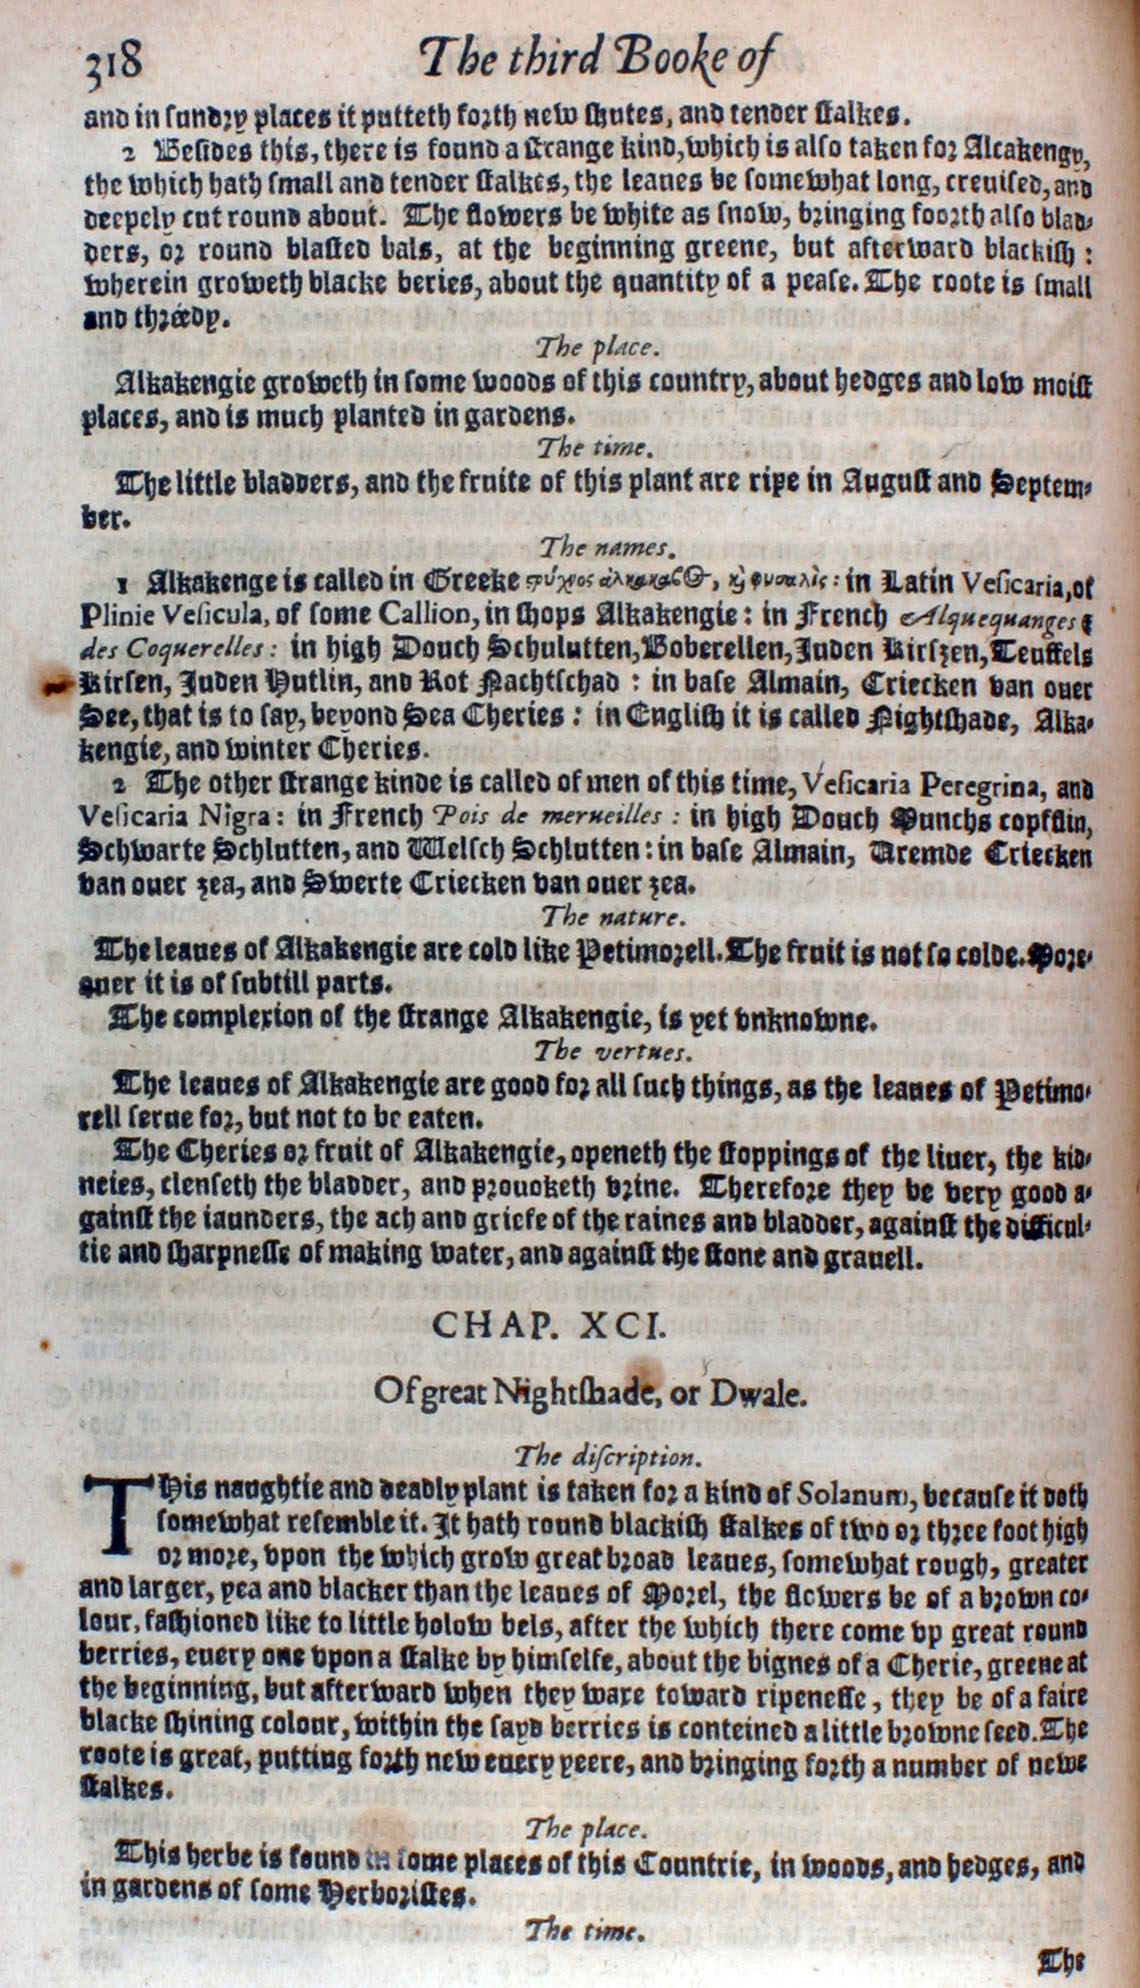 318 The third Booke of
and in sundry places it putteth forth new shutes, and tender stalkes.
2 Besides this, there is found a strange kind, which is also taken for Alcakengy,
the which hath small and tender stalkes, the leaues be somewhat long, creuised, and
deepely cut round about. The flowers be white as snow, bringing foorth also blad-
ders, or round blasted bals, at the beginning greene, but afterward blackish:
wherein groweth blacke beries, about the quantity of a pease. The roote is small
and threedy.
The place.
Alkakengie groweth in some woods of this country, about hedges and low moist
places, and is much planted in gardens.
The time.
The little bladders, and the fruite of this plant are ripe in August and Septem-
ber.
The names.
1 Alkakenge is called in Greeke : in Latin Vesicaria, of
Plinie Vesicula, of some Callion, in shops Alkakengie: in French Alquequanges &
des Coquerelles: in high Douch Schulutten, Boberellen, Juden Kirszen, Teuffels
Kirsen, Juden Hutlin, and Rot Nachtschad: in base Almain, Criecken van ouer
See, that is to say, beyond Sea Cheries: in English it is called Nightshade, Alka-
kengie, and winter Cheries.
2 The other strange kinde is called of men of this time, Vesicaria Peregrina, and
Vesicaria Nigra: in French Pois de merueilles: in high Douch Munchs copfflin,
Schwarte Schlutten, and Welsch Schlutten: in base Almain, Vremde Criecken
van ouer zea, and Swerte Criecken van ouer zea.
The nature.
The leaues of Alkakengie are cold like Petimorell. The fruit is not so colde. More-
ouer it is of subtill parts.
The complexion of the strange Alkakengie, is yet vnknowne.
The vertues.
The leaues of Alkakengie are good for all such things, as the leaues of Petimo-
rell serue for, but not to be eaten.
The Cheries or fruit of Alkakengie, openeth the stoppings of the liuer, the kid-
neies, clenseth the bladder, and prouoketh vrine. Therefore they be very good a-
gainst the iaunders, the ach and griefe of the raines and bladder, against the difficul-
tie and sharpnesse of making water, and against the stone and grauell.
CHAP. XCI.
Of great Nightshade, or Dwale.
The discription.
THis naughtie and deadly plant is taken for a kind of Solanum, because it doth
somewhat resemble it. It hath round blackish stalkes of two or three foot high
or more, vpon the which grow great broad leaues, somewhat rough, greater
and larger, yea and blacker than the leaues of Morel, the flowers be of a brown co-
lour, fashioned like to little holow bels, after the which there come vp great round
berries, euery one vpon a stalke by himselfe, about the bignes of a Cherie, greene at
the beginning, but afterward when they waxe toward ripenesse, they be of a faire
blacke shining colour, within the sayd berries is conteined a little browne seed. The
roote is great, putting forth new euery yeere, and bringing forth a number of newe
stalkes.
The place.
This herbe is found in some places of this Countrie, in woods, and hedges, and
in gardens of some Herboristes.
The time.
The